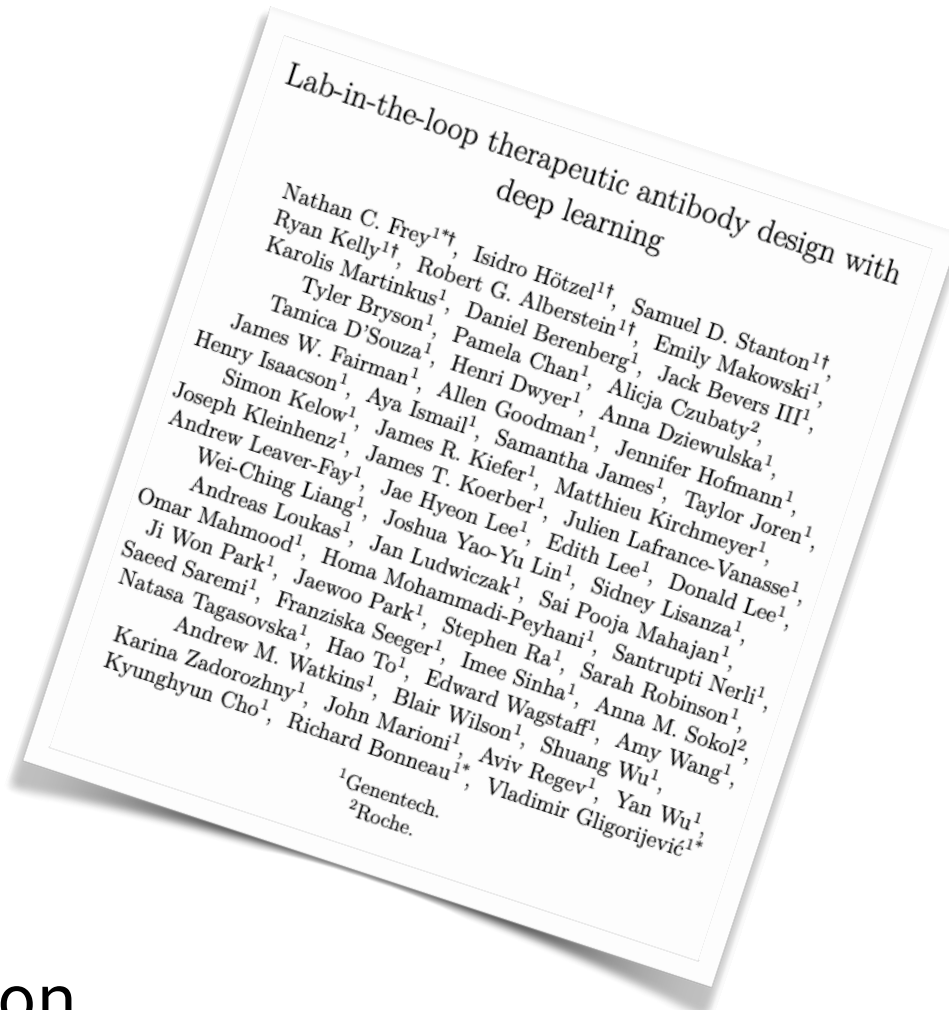 Lab-in-the-loop therapeutic antibody design with
deep learning
Nathan C. Frey¹*†, Isidro Hötzel¹†, Samuel D. Stanton¹†,
Ryan Kelly¹†, Robert G. Alberstein¹†, Emily Makowski¹,
Karolis Martinkus¹, Daniel Berenberg¹, Jack Bevers III¹,
Tyler Bryson¹, Pamela Chan¹, Alicja Czubaty²,
Tamica D'Souza¹, Henri Dwyer¹, Anna Dziewulska¹,
James W. Fairman¹, Allen Goodman¹, Jennifer Hofmann¹,
Henry Isaacson¹, Aya Ismail¹, Samantha James¹, Taylor Joren¹,
Simon Kelow¹, James R. Kiefer¹, Matthieu Kirchmeyer¹,
Joseph Kleinhenz¹, James T. Koerber¹, Julien Lafrance-Vanasse¹,
Andrew Leaver-Fay¹, Jae Hyeon Lee¹, Edith Lee¹, Donald Lee¹,
Wei-Ching Liang¹, Joshua Yao-Yu Lin¹, Sidney Lisanza¹,
Andreas Loukas¹, Jan Ludwiczak¹, Sai Pooja Mahajan¹,
Omar Mahmood¹, Homa Mohammadi-Peyhani¹, Santrupti Nerli¹,
Ji Won Park¹, Jaewoo Park¹, Stephen Ra¹, Sarah Robinson¹,
Saeed Saremi¹, Franziska Seeger¹, Imee Sinha¹, Anna M. Sokol²,
Natasa Tagasovska¹, Hao To¹, Edward Wagstaff¹, Amy Wang¹,
Andrew M. Watkins¹, Blair Wilson¹, Shuang Wu¹,
Karina Zadorozhny¹, John Marioni¹, Aviv Regev¹, Yan Wu¹,
Kyunghyun Cho¹, Richard Bonneau¹*, Vladimir Gligorijević¹*
¹Genentech.
²Roche.
on